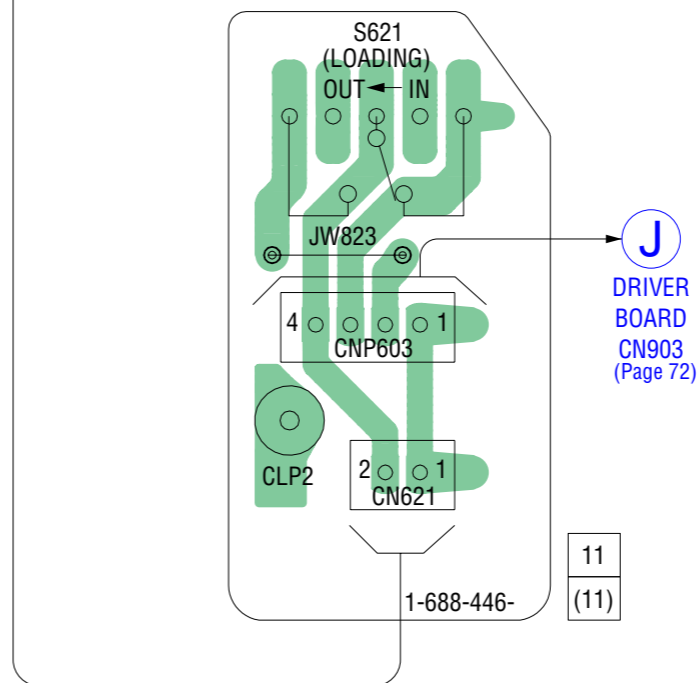 S621
(LOADING)
OUT IN
JW823
J
DRIVER
BOARD
CN903
(Page 72)
4 1
CNP603
CLP2
2 1
CN621
11
1-688-446- (11)